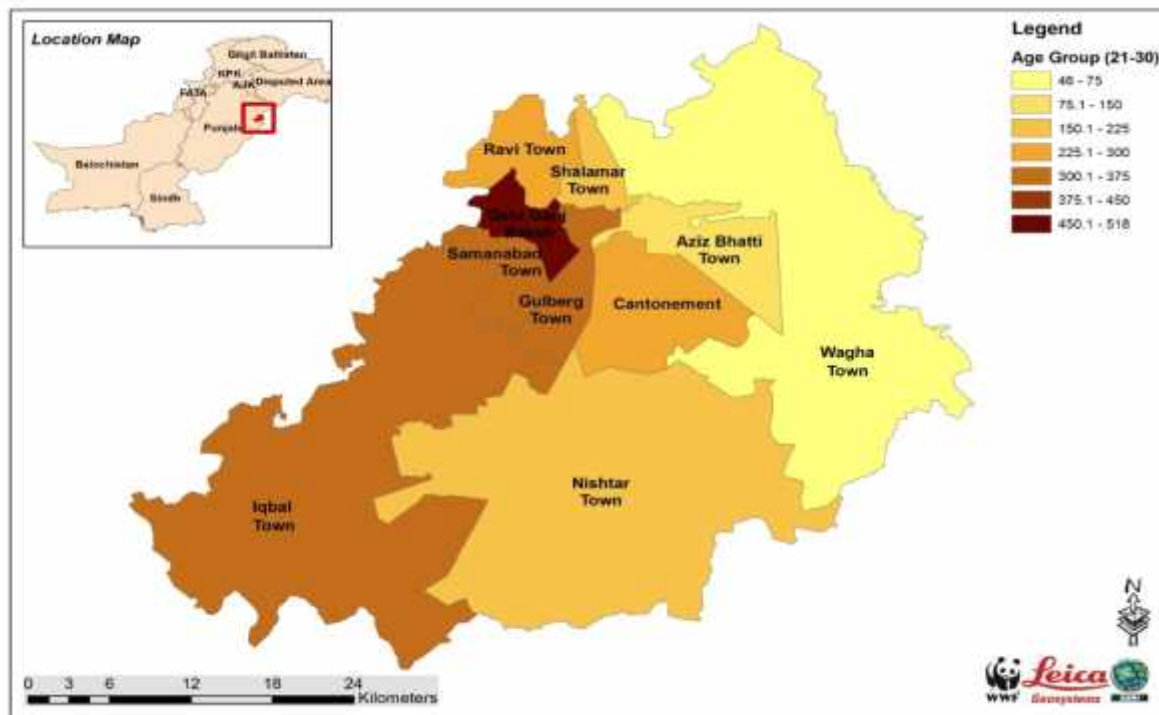 Location Map
Gilgit Baltistan
KPK
AJK
Disputed Area
FATA
Punjab
Balochistan
Sindh
Legend
Age Group (21-30)
46 - 75
75.1 - 150
150.1 - 225
225.1 - 300
300.1 - 375
375.1 - 450
450.1 - 518
Ravi Town
Shalamar
Town
Samanabad
Town
Aziz Bhatti
Town
Gulberg
Town
Cantonement
Wagha
Town
Nishtar
Town
Iqbal
Town
N
0 3 6 12 18 24
Kilometers
WWF
Leica
Geosystems